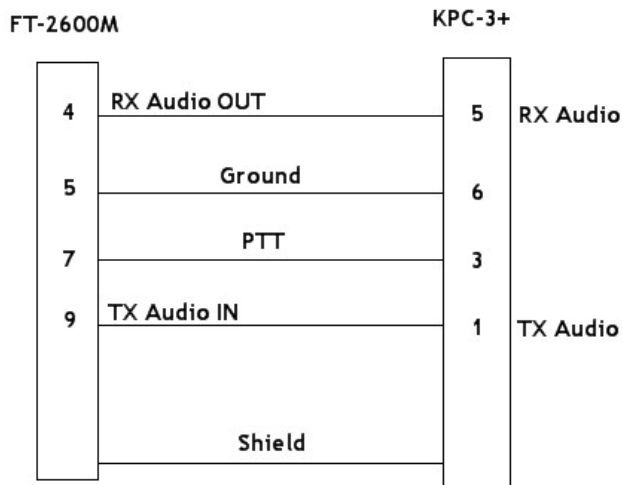 FT-2600M
KPC-3+
4 RX Audio OUT 5 RX Audio
5 Ground 6
7 PTT 3
9 TX Audio IN 1 TX Audio
Shield